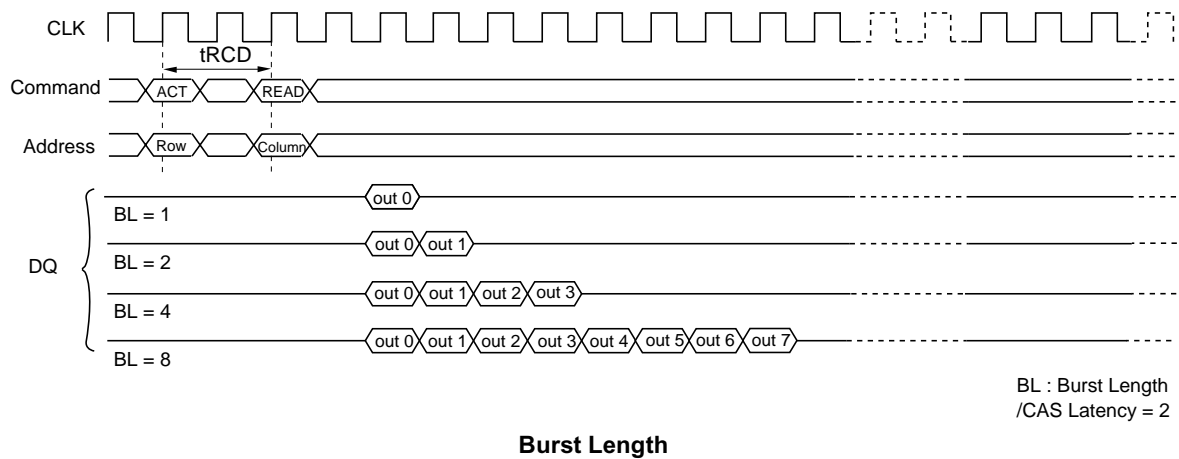 CLK
tRCD
Command ACT READ
Address Row Column
out 0
BL = 1
out 0 out 1
BL = 2
DQ
out 0 out 1 out 2 out 3
BL = 4
out 0 out 1 out 2 out 3 out 4 out 5 out 6 out 7
BL = 8
BL : Burst Length
/CAS Latency = 2
Burst Length